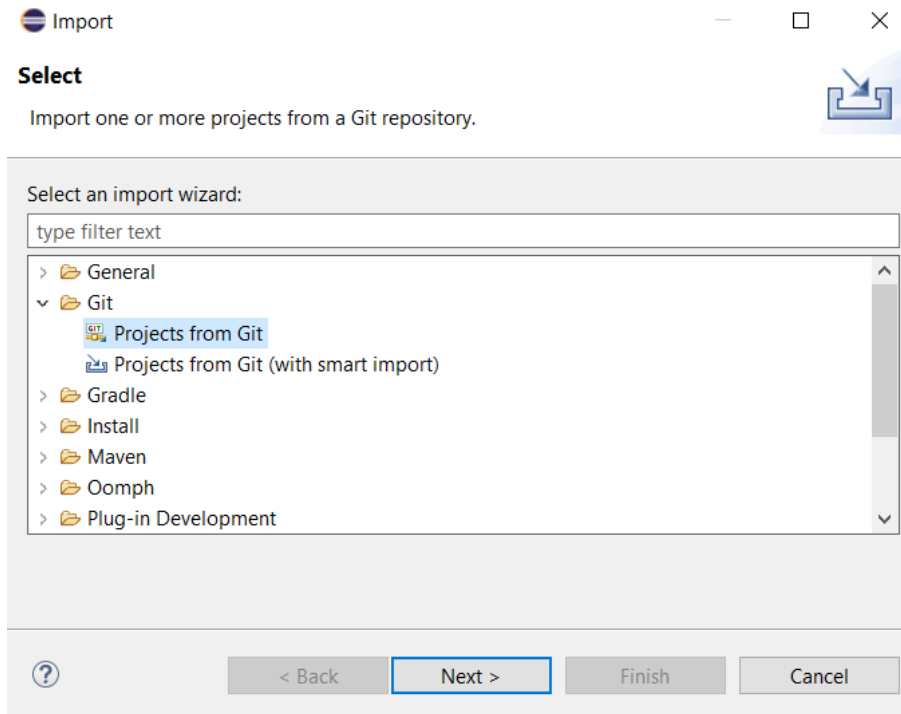 Import
Select
Import one or more projects from a Git repository.
Select an import wizard:
type filter text
General
Git
GIT
Projects from Git
Projects from Git (with smart import)
Gradle
Install
Maven
Oomph
Plug-in Development
?
< Back
Next >
Finish
Cancel